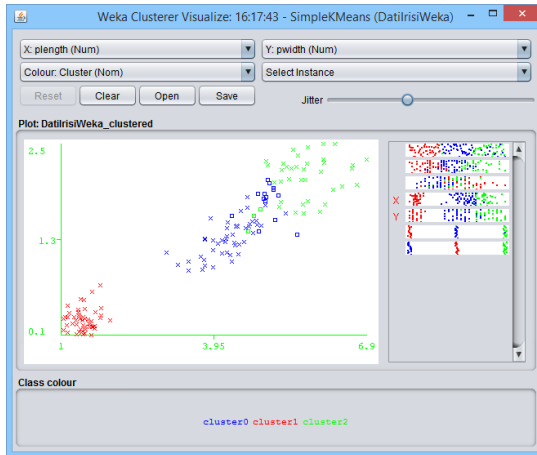 Weka Clusterer Visualize: 16:17:43 - SimpleKMeans (DatiIrisiWeka)
X: plength (Num) Y: pwidth (Num)
Colour: Cluster (Nom) Select Instance
Reset Clear Open Save Jitter
Plot: DatiIrisiWeka_clustered
2.5
1.3
0.1
1 3.95 6.9
X
Y
Class colour
cluster0 cluster1 cluster2